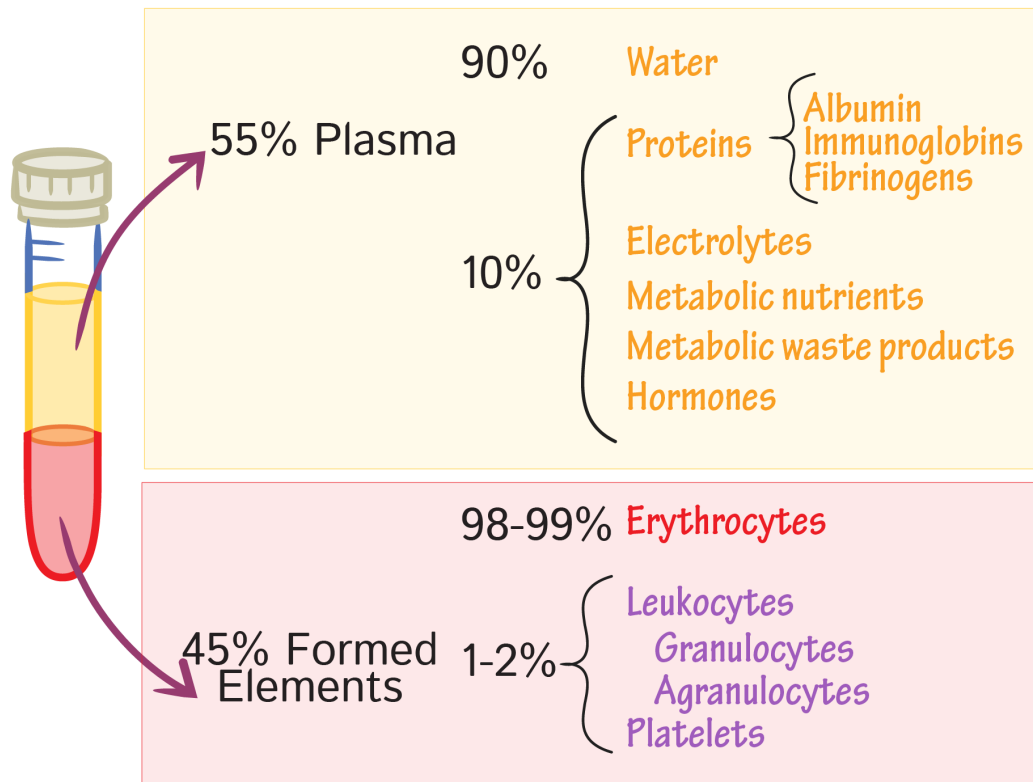 55% Plasma
90% Water
10%
Proteins
Albumin
Immunoglobins
Fibrinogens
Electrolytes
Metabolic nutrients
Metabolic waste products
Hormones
45% Formed
Elements
98-99% Erythrocytes
1-2%
Leukocytes
Granulocytes
Agranulocytes
Platelets